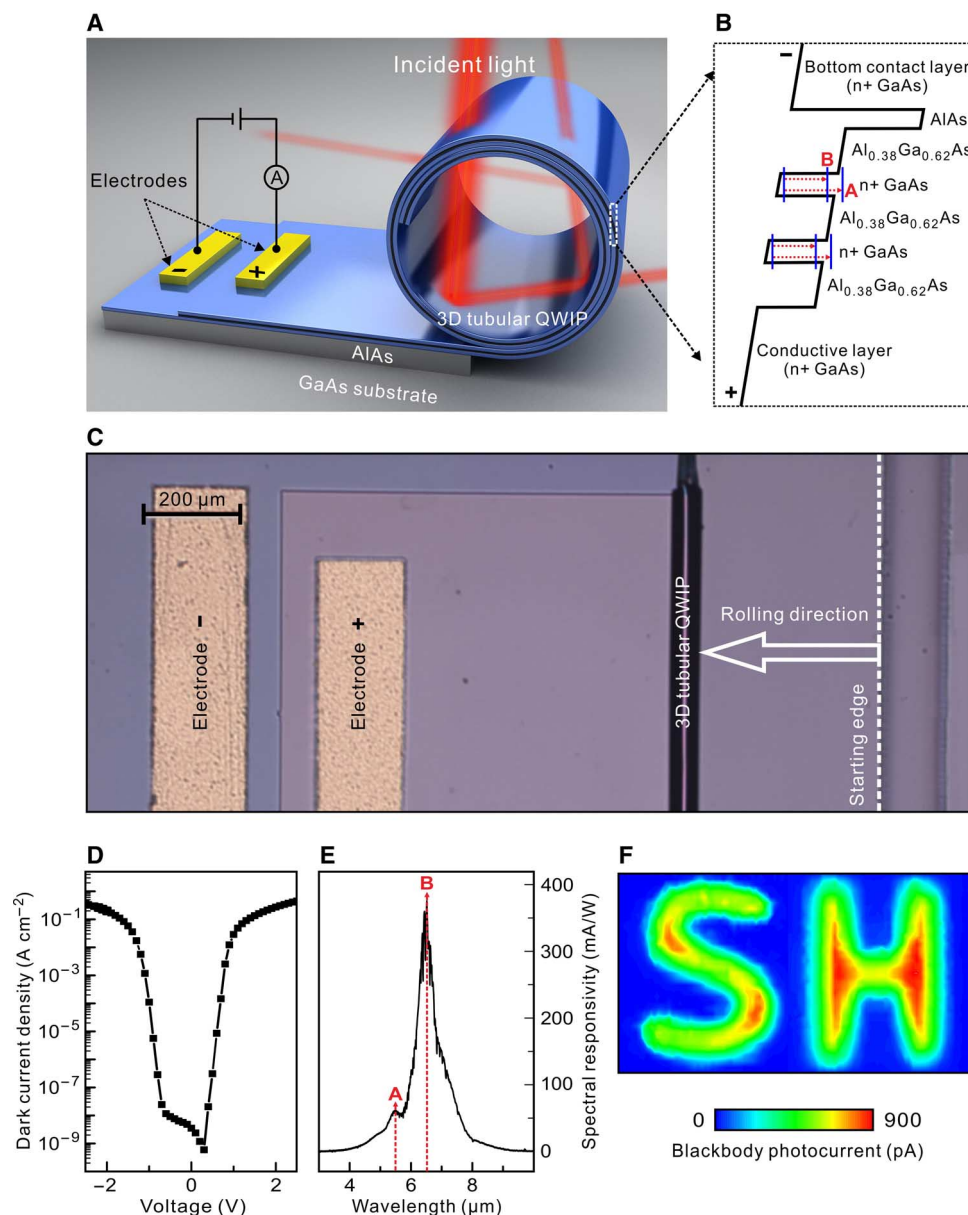 A
Incident light
Electrodes
A
-
+
3D tubular QWIP
AlAs
GaAs substrate
B
-
Bottom contact layer
(n+ GaAs)
AlAs
Al0.38Ga0.62As
B
n+ GaAs
A
Al0.38Ga0.62As
n+ GaAs
Al0.38Ga0.62As
Conductive layer
(n+ GaAs)
+
C
200 μm
Electrode -
Electrode +
3D tubular QWIP
Rolling direction
Starting edge
D
Dark current density (A cm⁻²)
10⁻¹
10⁻³
10⁻⁵
10⁻⁷
10⁻⁹
−2 0 2
Voltage (V)
E
A
B
400
300
200
100
0
Spectral responsivity (mA/W)
4 6 8
Wavelength (μm)
F
0 900
Blackbody photocurrent (pA)
SH